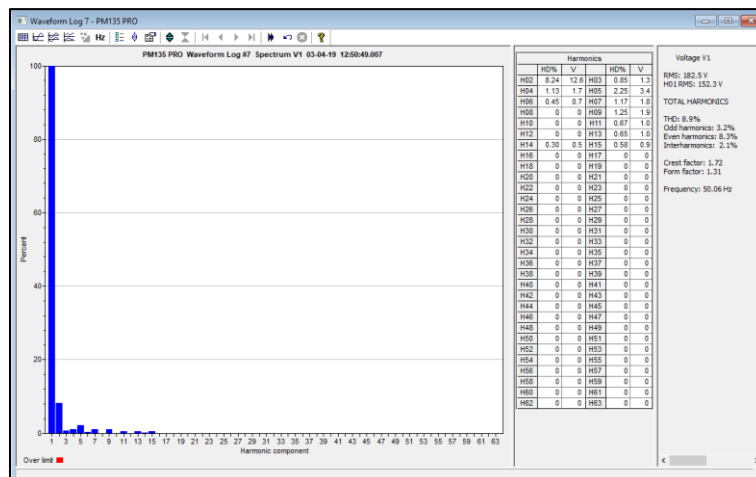 Waveform Log 7 - PM135 PRO
Hz
PM135 PRO Waveform Log #7 Spectrum V1 03-04-19 12:50:49.007
100
80
60
40
20
0
Percent
1 3 5 7 9 11 13 15 17 19 21 23 25 27 29 31 33 35 37 39 41 43 45 47 49 51 53 55 57 59 61 63
Harmonic component
Over limit
Harmonics
HD% V HD% V
H02 8.24 12.6 H03 0.85 1.3
H04 1.13 1.7 H05 2.25 3.4
H06 0.45 0.7 H07 1.17 1.8
H08 0 0 H09 1.25 1.9
H10 0 0 H11 0.67 1.0
H12 0 0 H13 0.65 1.0
H14 0.30 0.5 H15 0.58 0.9
H16 0 0 H17 0 0
H18 0 0 H19 0 0
H20 0 0 H21 0 0
H22 0 0 H23 0 0
H24 0 0 H25 0 0
H26 0 0 H27 0 0
H28 0 0 H29 0 0
H30 0 0 H31 0 0
H32 0 0 H33 0 0
H34 0 0 H35 0 0
H36 0 0 H37 0 0
H38 0 0 H39 0 0
H40 0 0 H41 0 0
H42 0 0 H43 0 0
H44 0 0 H45 0 0
H46 0 0 H47 0 0
H48 0 0 H49 0 0
H50 0 0 H51 0 0
H52 0 0 H53 0 0
H54 0 0 H55 0 0
H56 0 0 H57 0 0
H58 0 0 H59 0 0
H60 0 0 H61 0 0
H62 0 0 H63 0 0
Voltage V1
RMS: 182.5 V
H01 RMS: 152.3 V
TOTAL HARMONICS
THD: 8.9%
Odd harmonics: 3.2%
Even harmonics: 8.3%
Interharmonics: 2.1%
Crest factor: 1.72
Form factor: 1.31
Frequency: 50.06 Hz